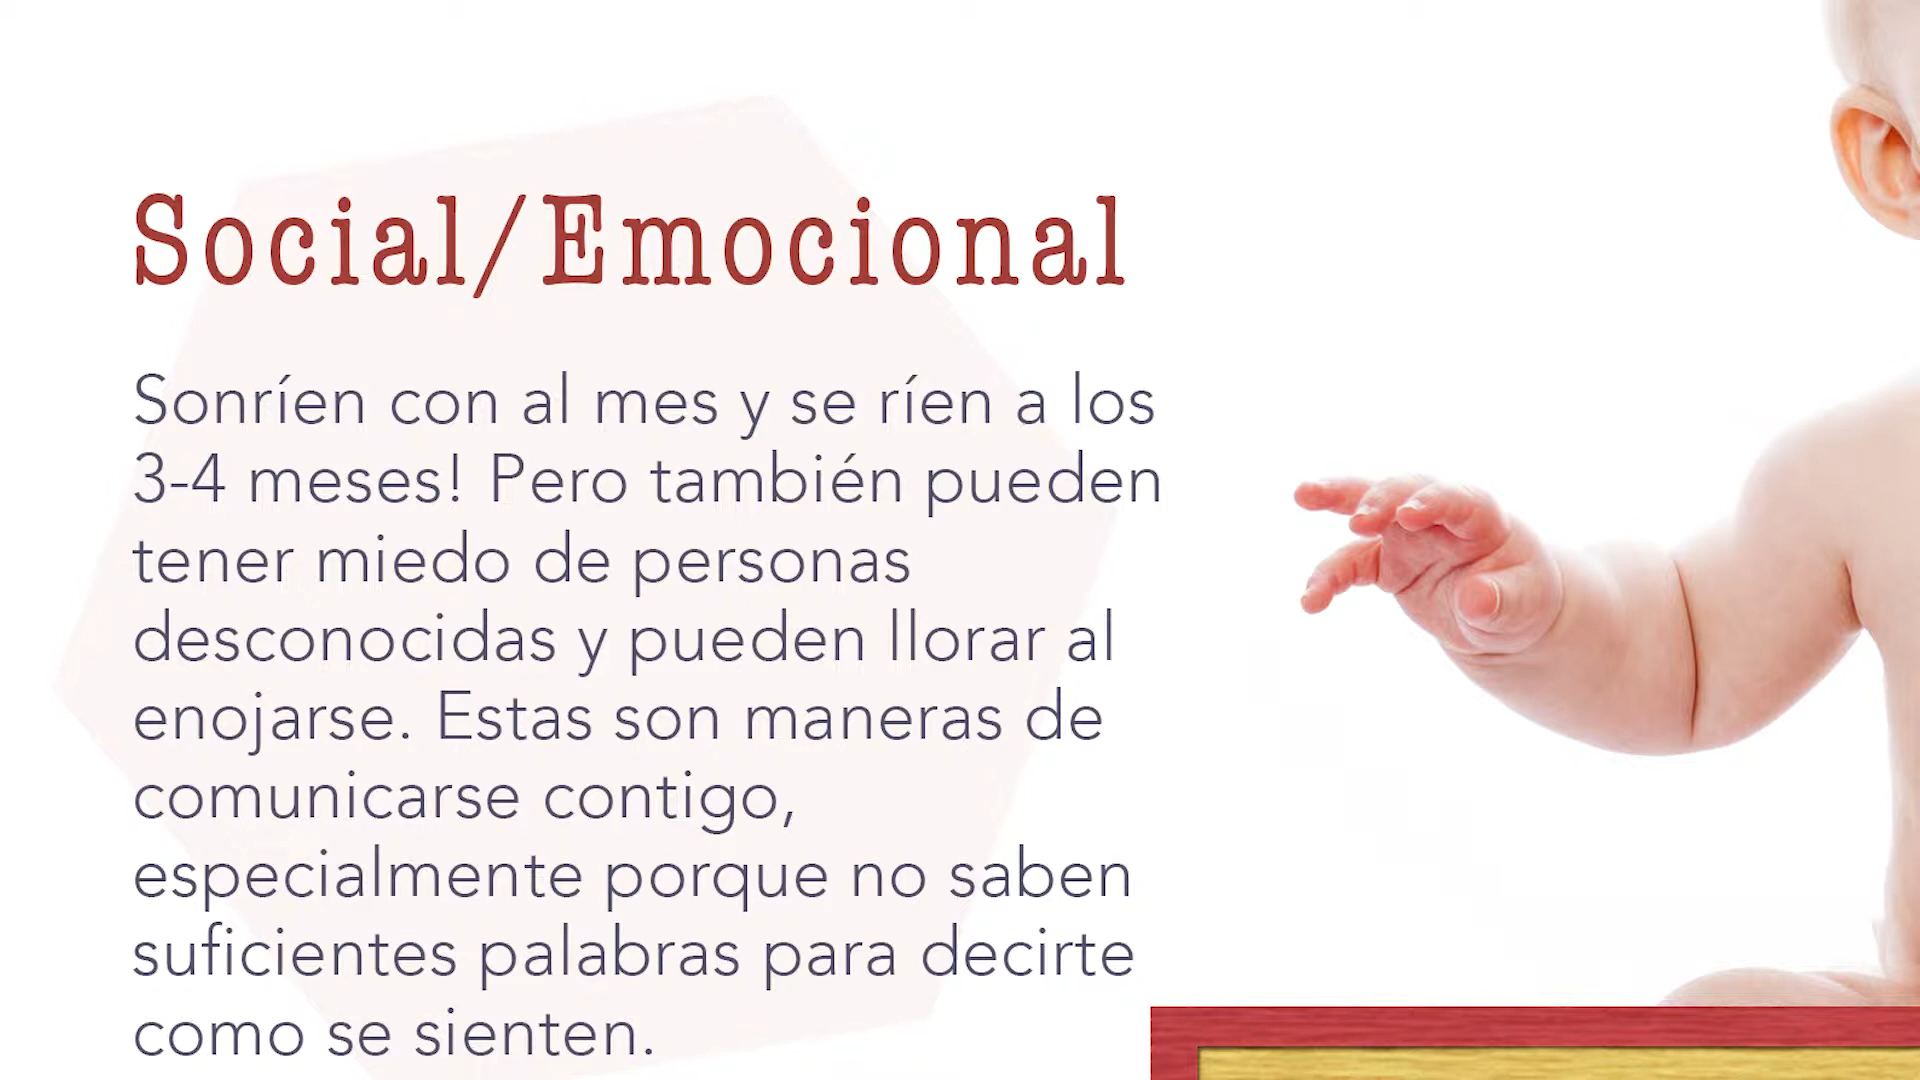 Social/Emocional
Sonríen con al mes y se ríen a los
3-4 meses! Pero también pueden
tener miedo de personas
desconocidas y pueden llorar al
enojarse. Estas son maneras de
comunicarse contigo,
especialmente porque no saben
suficientes palabras para decirte
como se sienten.